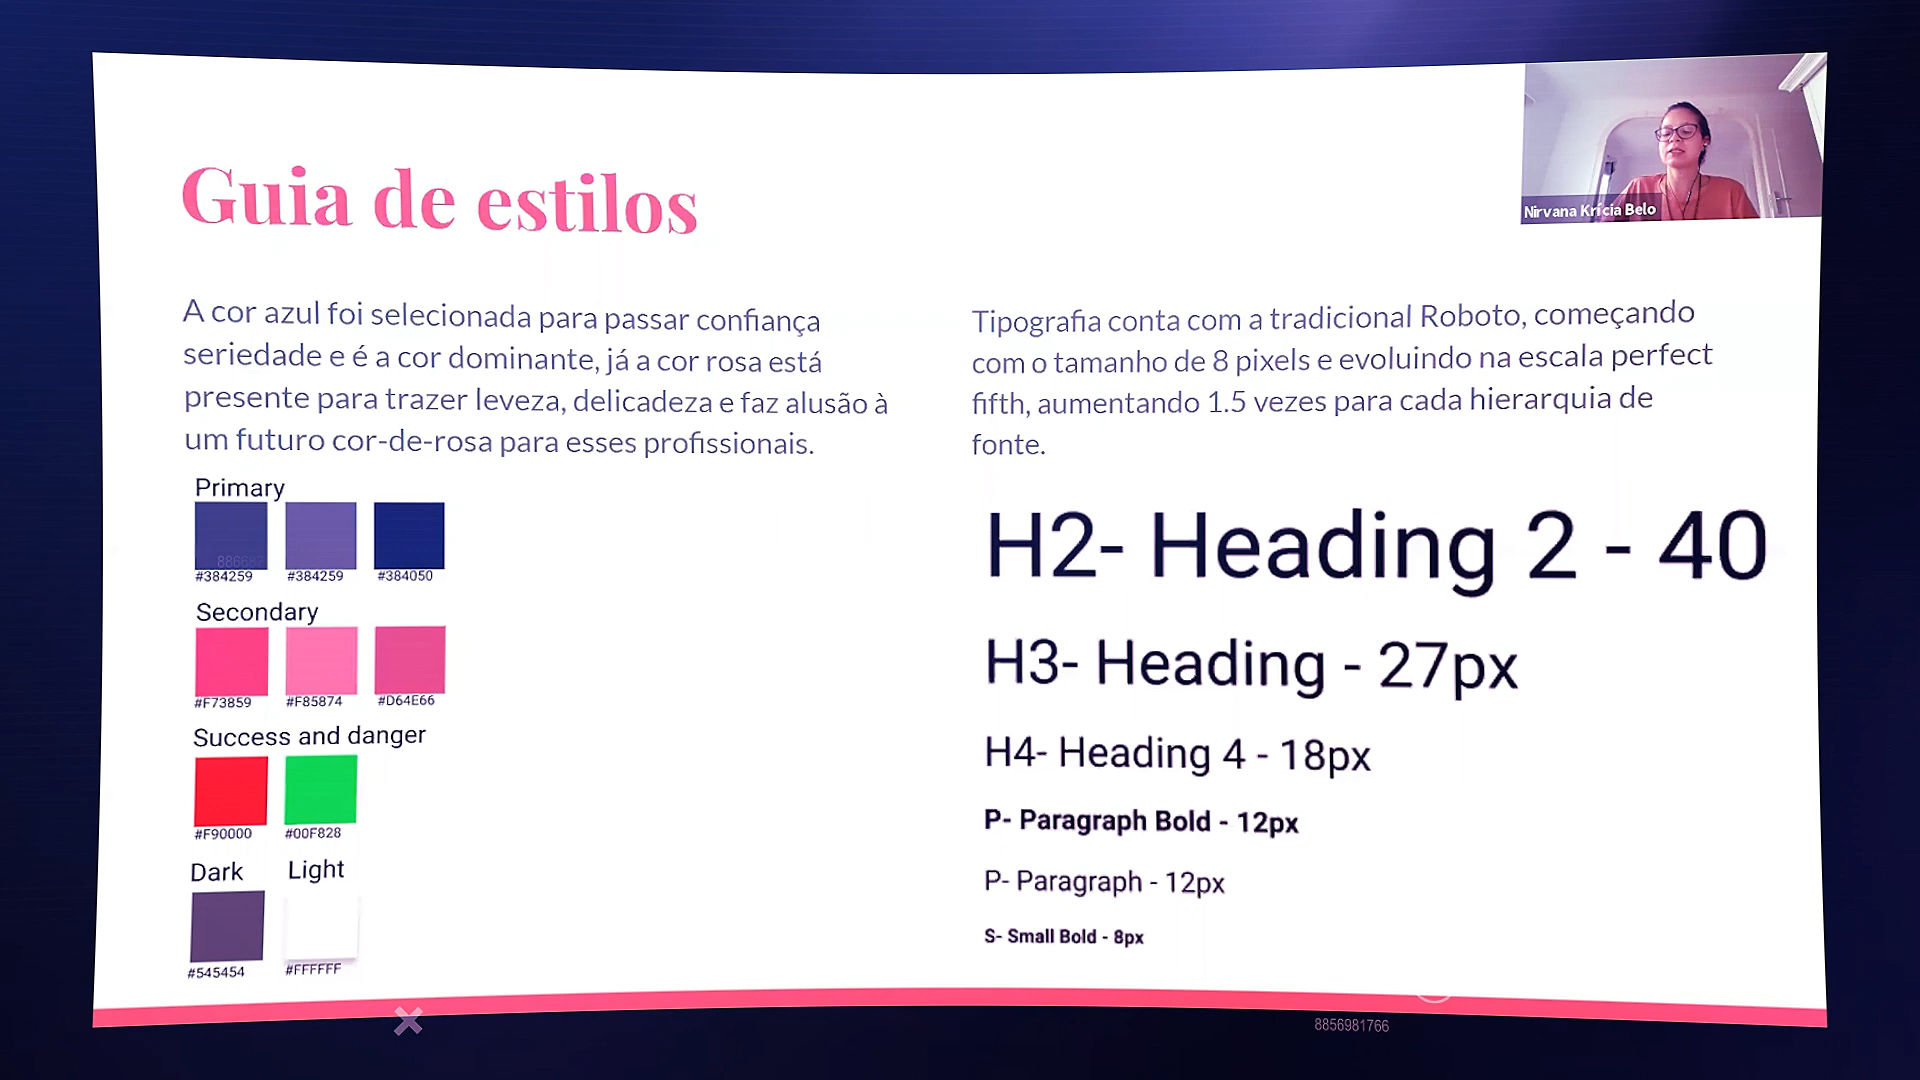 Guia de estilos
Nirvana Krícia Belo
A cor azul foi selecionada para passar confiança
seriedade e é a cor dominante, já a cor rosa está
presente para trazer leveza, delicadeza e faz alusão à
um futuro cor-de-rosa para esses profissionais.
Primary
#384259 #384259 #384050
Secondary
#F73859 #F85874 #D64E66
Success and danger
#F90000 #00F828
Dark Light
#545454 #FFFFFF
Tipografia conta com a tradicional Roboto, começando
com o tamanho de 8 pixels e evoluindo na escala perfect
fifth, aumentando 1.5 vezes para cada hierarquia de
fonte.
H2- Heading 2 - 40
H3- Heading - 27px
H4- Heading 4 - 18px
P- Paragraph Bold - 12px
P- Paragraph - 12px
S- Small Bold - 8px
8856981766